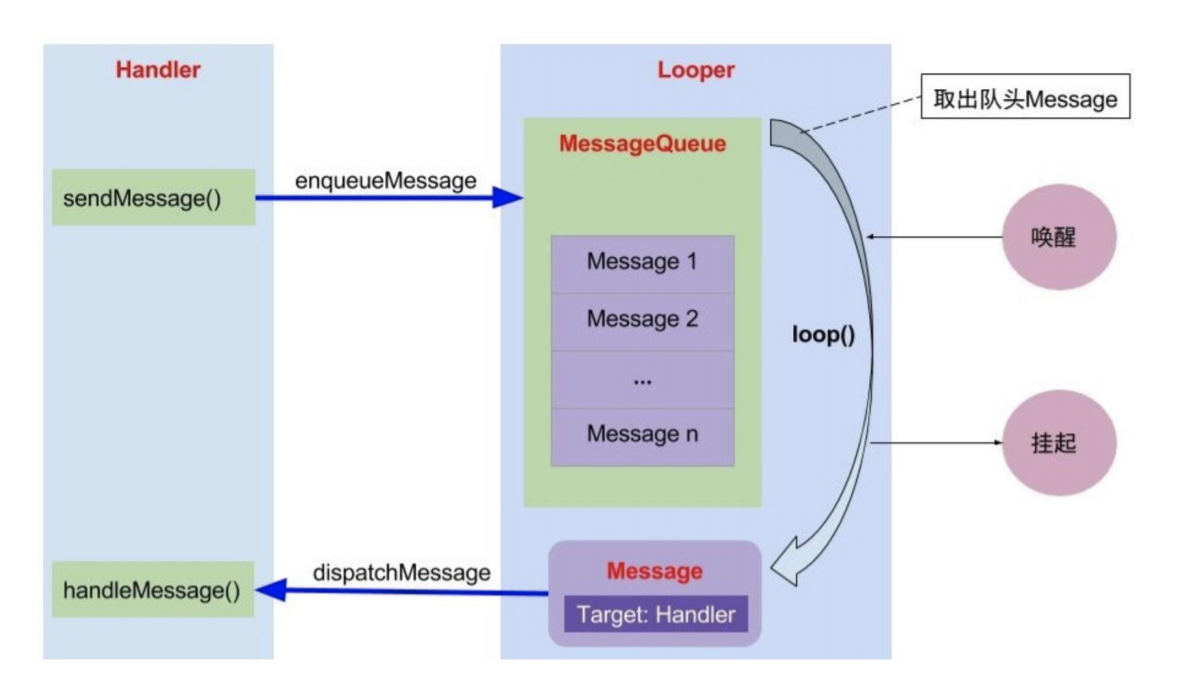 Handler
Looper
取出队头Message
MessageQueue
sendMessage()
enqueueMessage
唤醒
Message 1
Message 2
...
Message n
loop()
挂起
handleMessage()
dispatchMessage
Message
Target: Handler